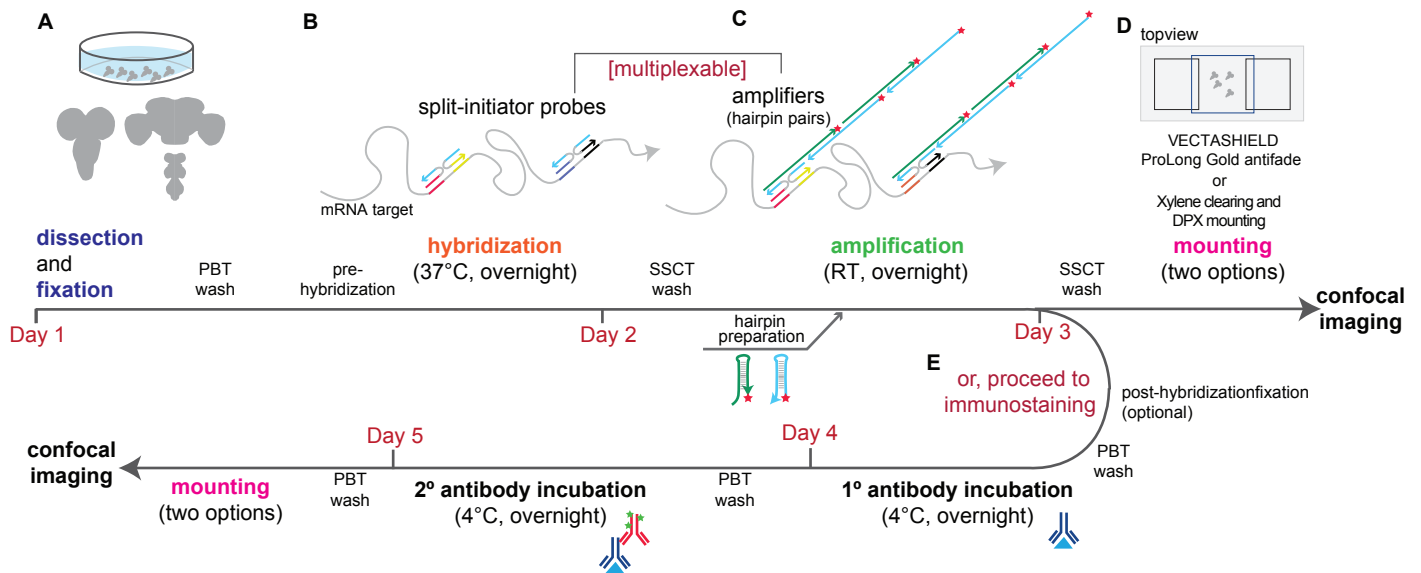 A
B
C
D
topview
[multiplexable]
split-initiator probes
amplifiers
(hairpin pairs)
mRNA target
VECTASHIELD
ProLong Gold antifade
or
Xylene clearing and
DPX mounting
dissection
and
fixation
PBT
wash
pre-
hybridization
hybridization
(37°C, overnight)
SSCT
wash
amplification
(RT, overnight)
SSCT
wash
mounting
(two options)
confocal
imaging
Day 1
Day 2
hairpin
preparation
Day 3
E
or, proceed to
immunostaining
post-hybridizationfixation
(optional)
PBT
wash
Day 5
Day 4
confocal
imaging
mounting
(two options)
PBT
wash
2º antibody incubation
(4°C, overnight)
PBT
wash
1º antibody incubation
(4°C, overnight)